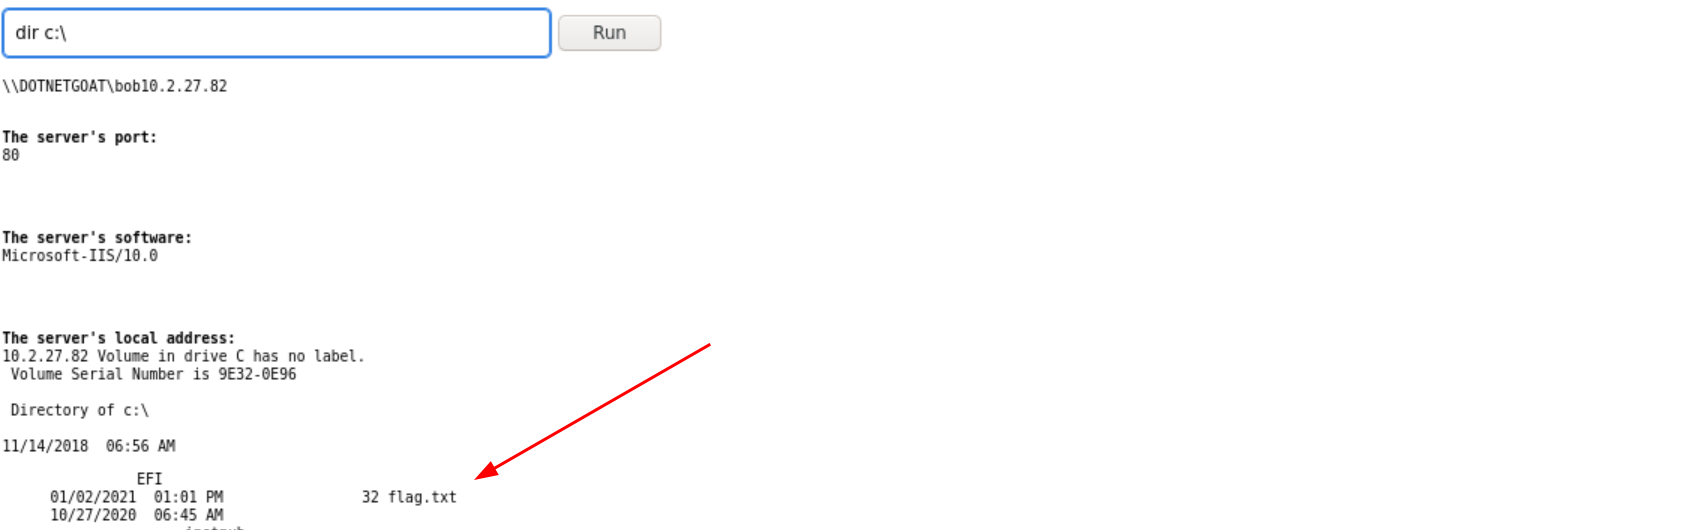 dir c:\ Run
\\DOTNETGOAT\bob10.2.27.82
The server's port:
80
The server's software:
Microsoft-IIS/10.0
The server's local address:
10.2.27.82 Volume in drive C has no label.
Volume Serial Number is 9E32-0E96
Directory of c:\
11/14/2018 06:56 AM
EFI
01/02/2021 01:01 PM 32 flag.txt
10/27/2020 06:45 AM